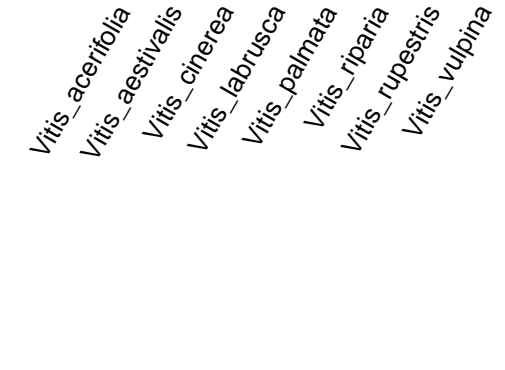 Vitis_acerifolia
Vitis_aestivalis
Vitis_cinerea
Vitis_labrusca
Vitis_palmata
Vitis_riparia
Vitis_rupestris
Vitis_vulpina